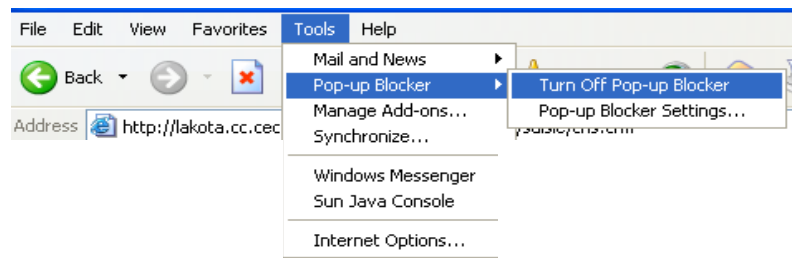 File Edit View Favorites Tools Help
Mail and News
Back Pop-up Blocker Turn Off Pop-up Blocker
Manage Add-ons... Pop-up Blocker Settings...
Address http://lakota.cc.cec
Synchronize...
Windows Messenger
Sun Java Console
Internet Options...